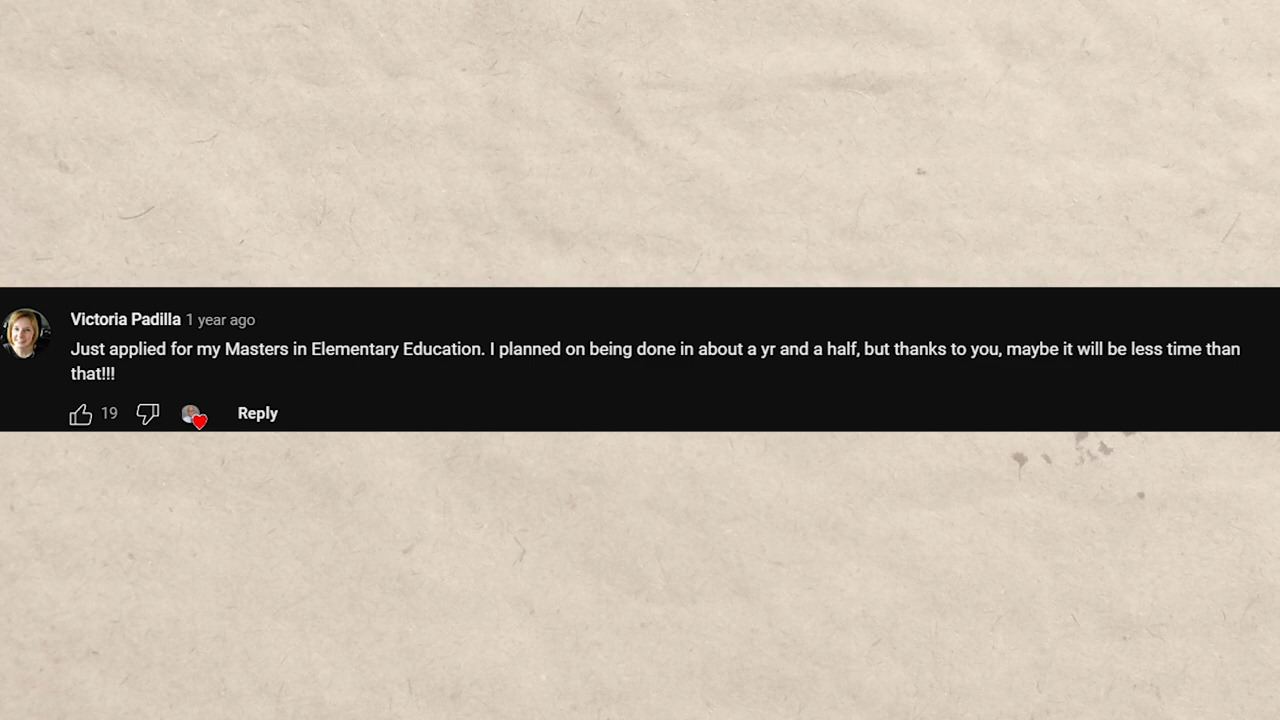 Victoria Padilla 1 year ago
Just applied for my Masters in Elementary Education. I planned on being done in about a yr and a half, but thanks to you, maybe it will be less time than
that!!!
19 Reply